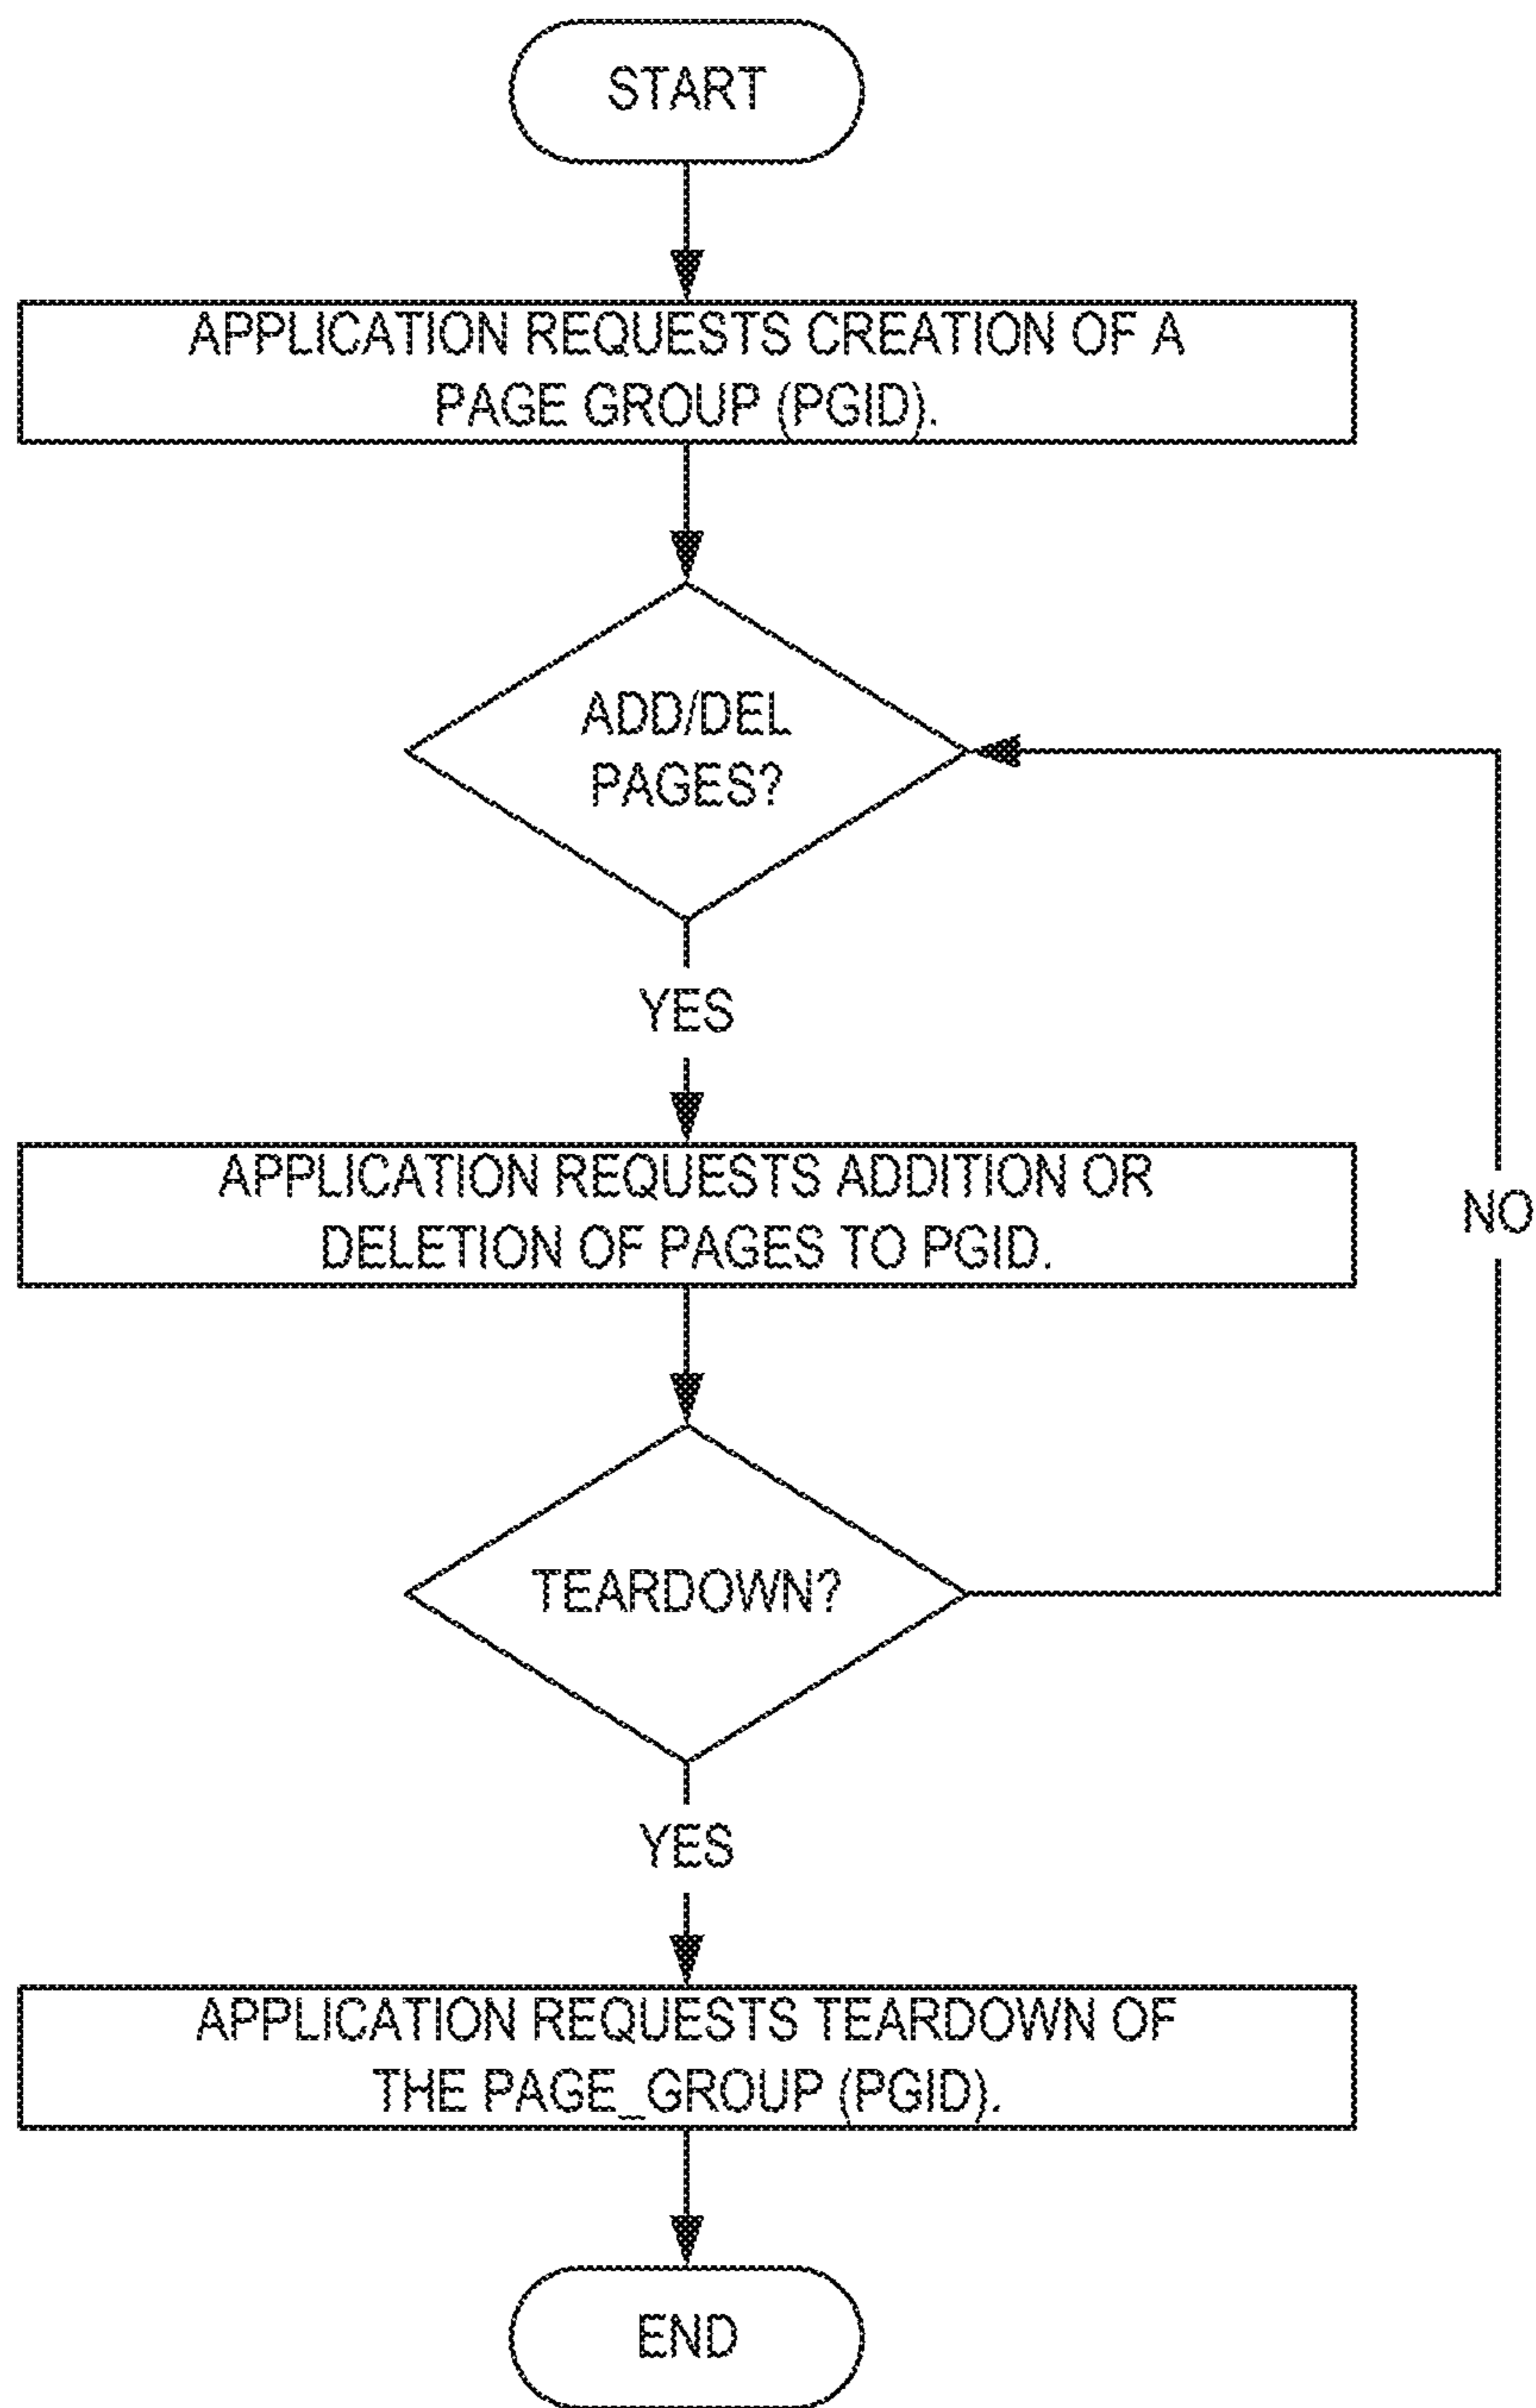 START
APPLICATION REQUESTS CREATION OF A
PAGE GROUP (PGID).
ADD/DEL
PAGES?
YES
APPLICATION REQUESTS ADDITION OR
DELETION OF PAGES TO PGID.
NO
TEARDOWN?
YES
APPLICATION REQUESTS TEARDOWN OF
THE PAGE_GROUP (PGID).
END